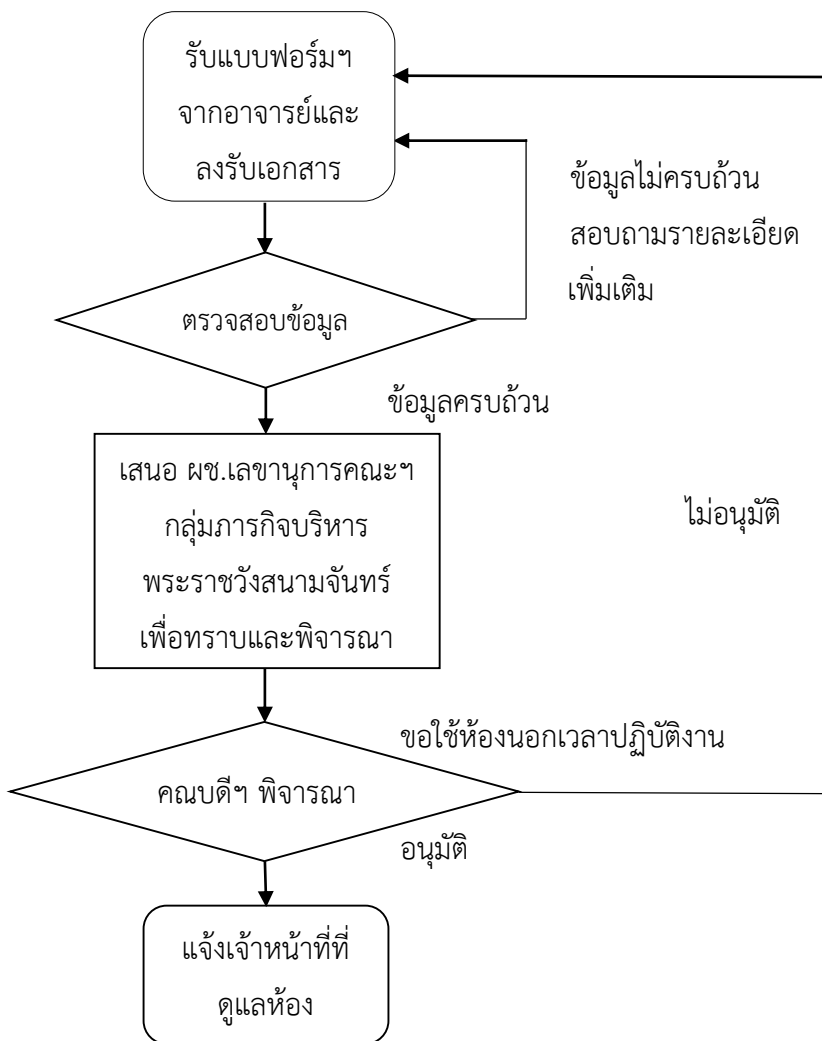 รับแบบฟอร์มฯ
จากอาจารย์และ
ลงรับเอกสาร
ข้อมูลไม่ครบถ้วน
สอบถามรายละเอียด
เพิ่มเติม
ตรวจสอบข้อมูล
ข้อมูลครบถ้วน
เสนอ ผช.เลขานุการคณะฯ
กลุ่มภารกิจบริหาร
พระราชวังสนามจันทร์
เพื่อทราบและพิจารณา
ไม่อนุมัติ
ขอใช้ห้องนอกเวลาปฏิบัติงาน
คณบดีฯ พิจารณา
อนุมัติ
แจ้งเจ้าหน้าที่ที่
ดูแลห้อง